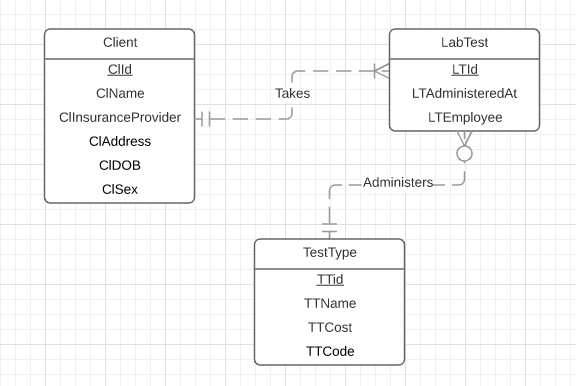 Client
ClId
ClName
ClInsuranceProvider
ClAddress
ClDOB
ClSex
Takes
LabTest
LTId
LTAdministeredAt
LTEmployee
Administers
TestType
TTid
TTName
TTCost
TTCode